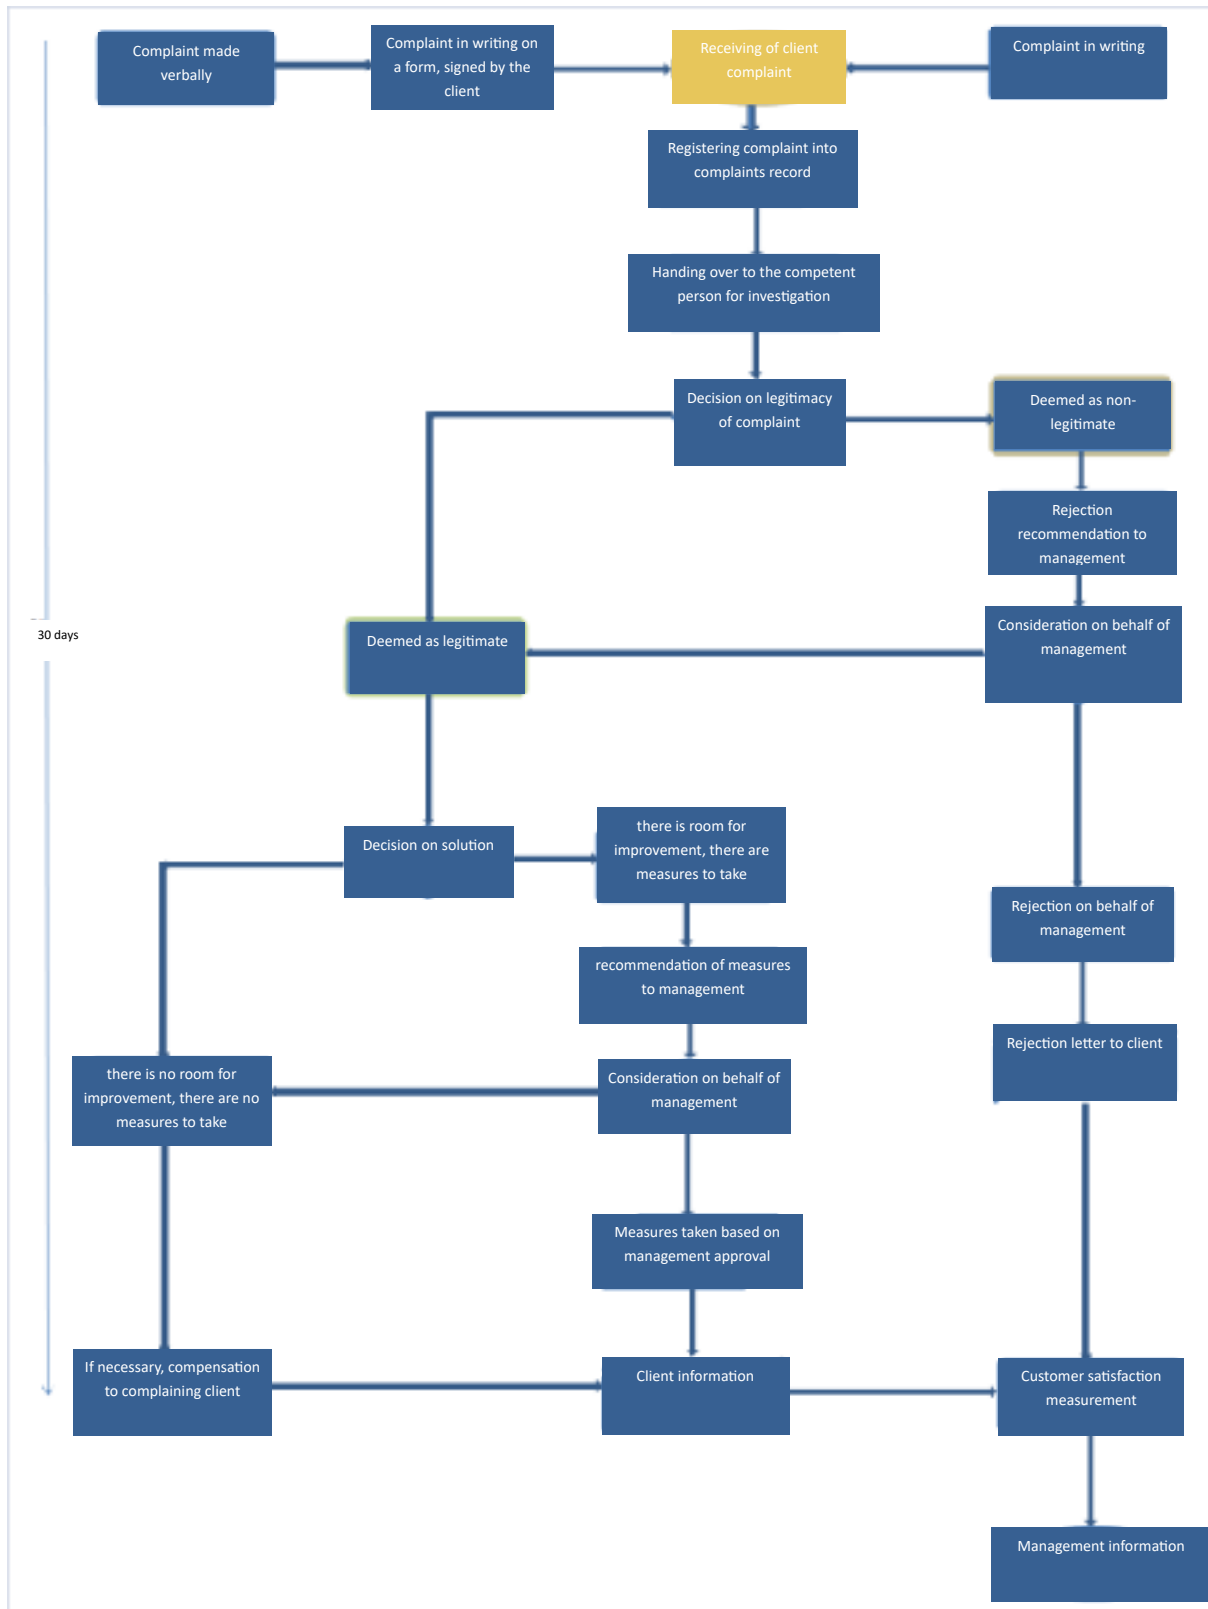 Complaint made
verbally
Complaint in writing on
a form, signed by the
client
Receiving of client
complaint
Complaint in writing
Registering complaint into
complaints record
Handing over to the competent
person for investigation
Decision on legitimacy
of complaint
Deemed as non-
legitimate
Rejection
recommendation to
management
30 days
Deemed as legitimate
Consideration on behalf of
management
Decision on solution
there is room for
improvement, there are
measures to take
Rejection on behalf of
management
recommendation of measures
to management
Rejection letter to client
there is no room for
improvement, there are no
measures to take
Consideration on behalf of
management
Measures taken based on
management approval
If necessary, compensation
to complaining client
Client information
Customer satisfaction
measurement
Management information